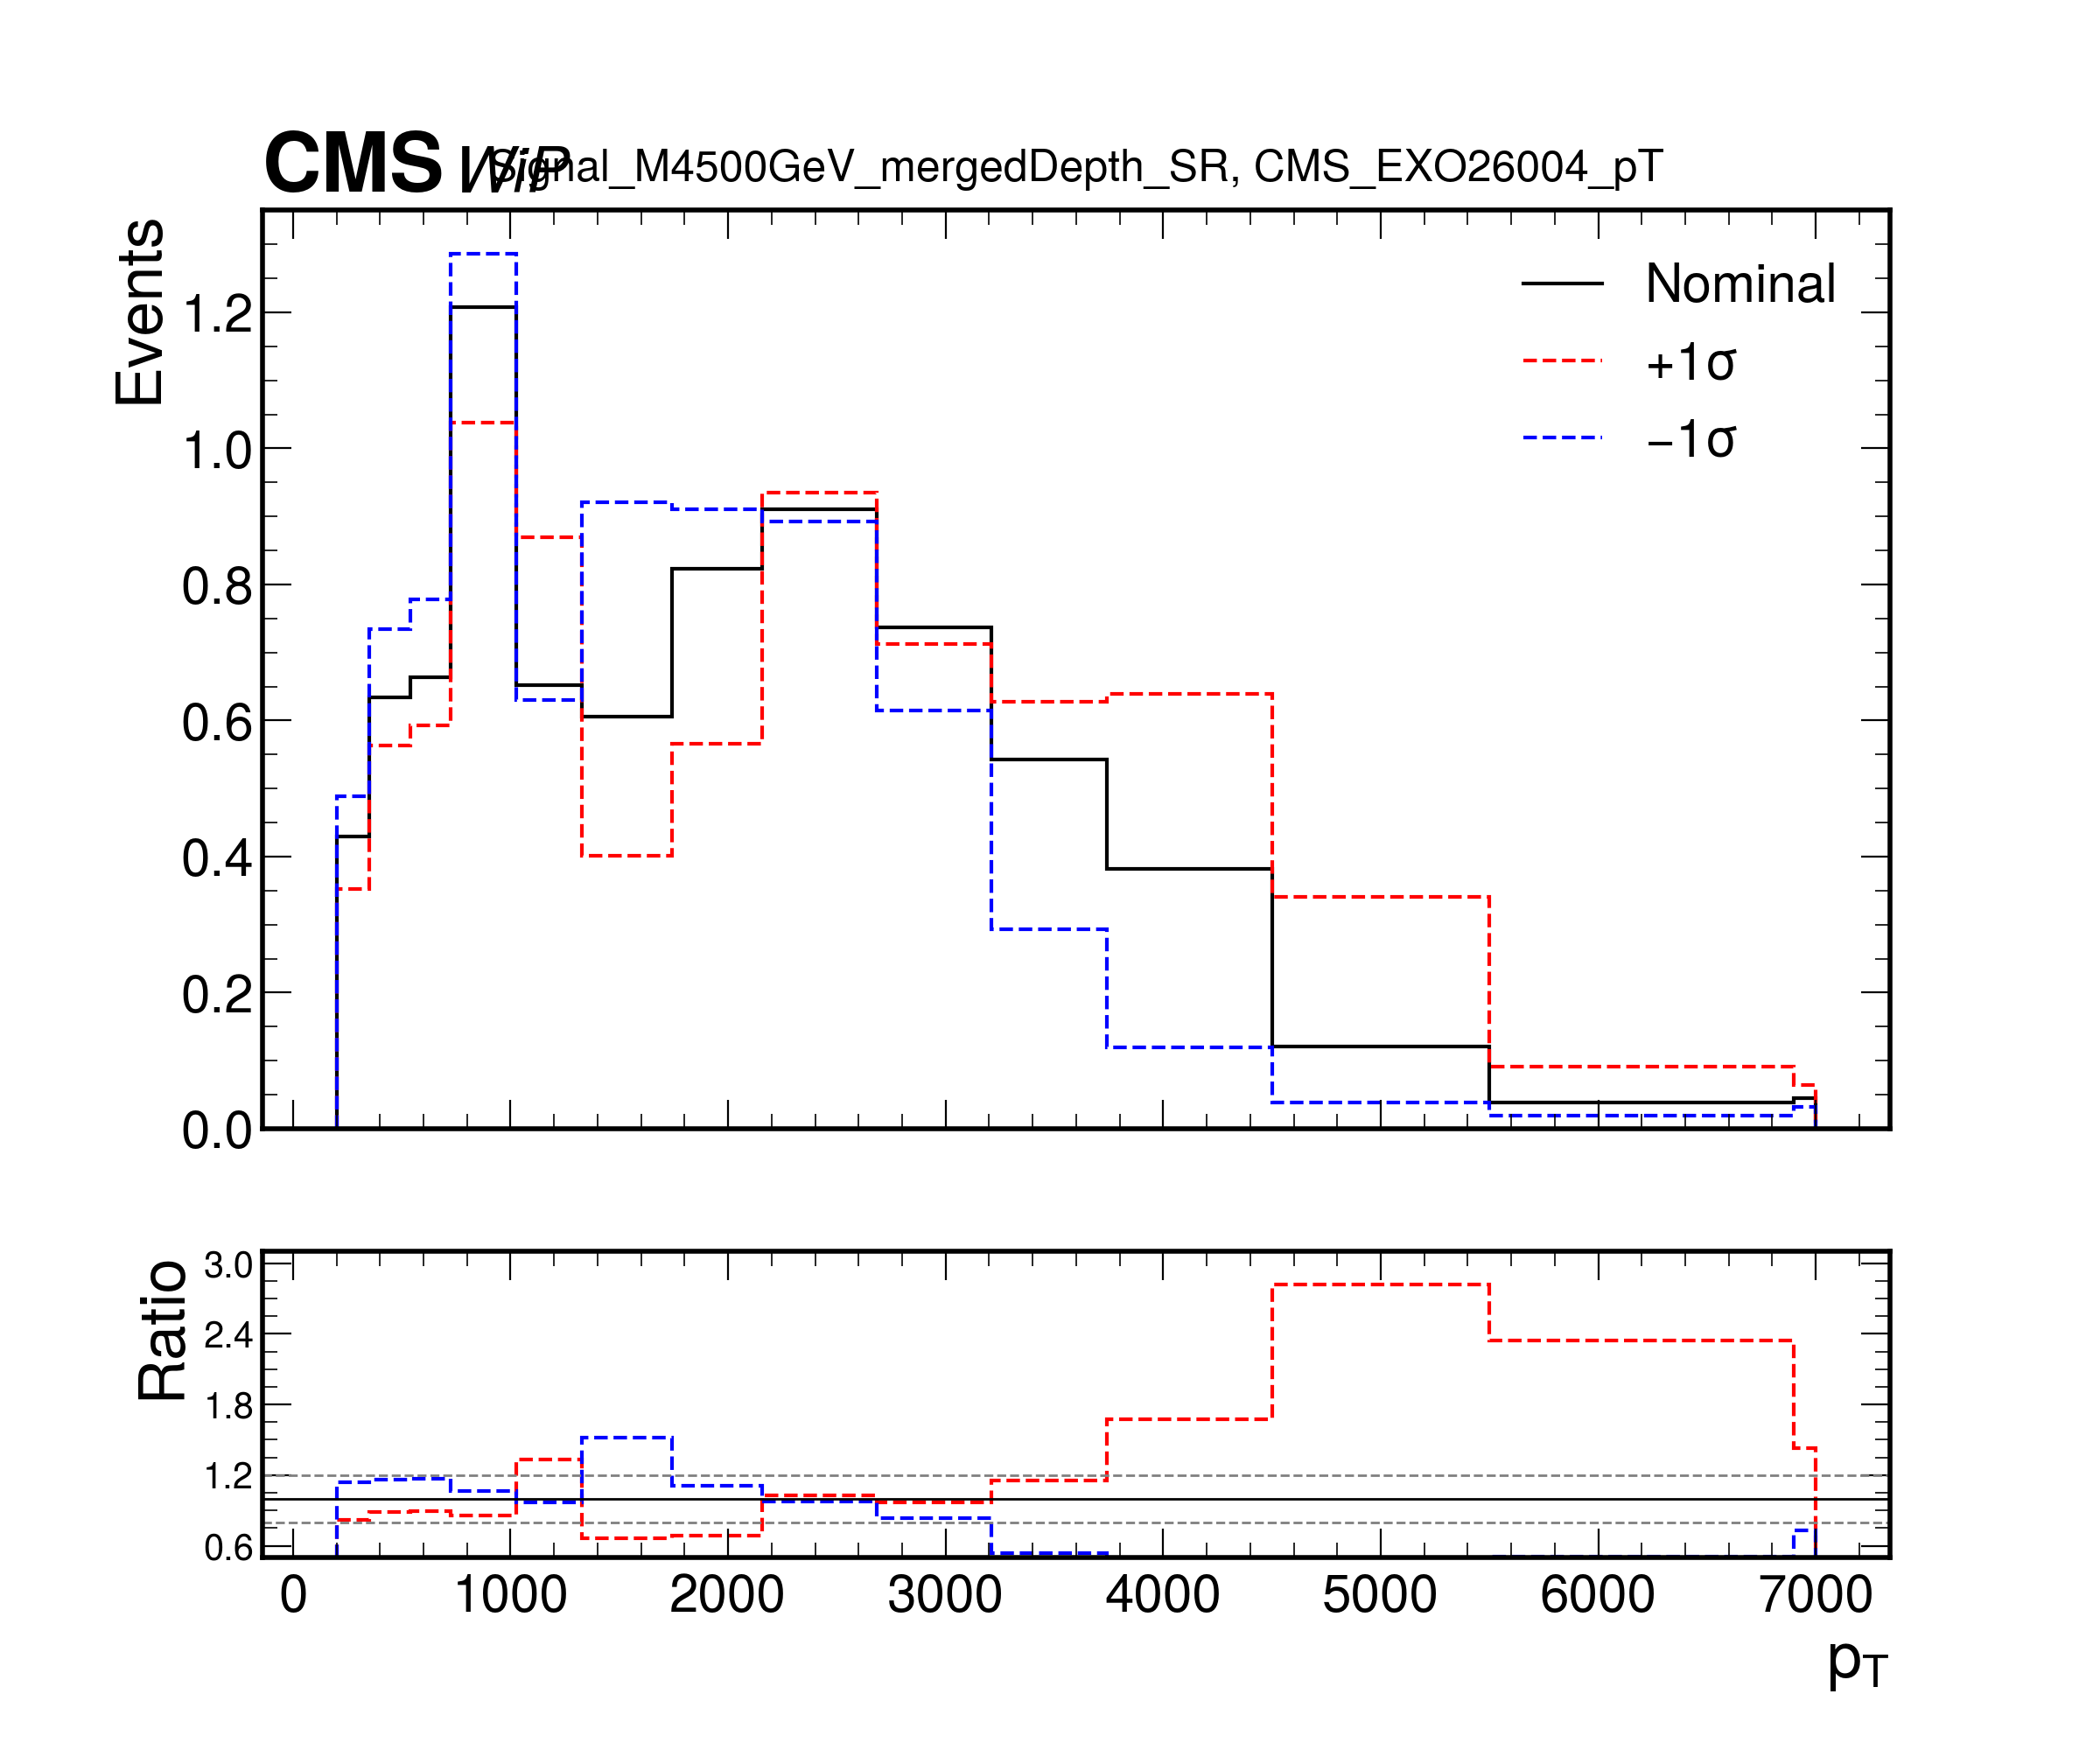 CMS WiP Signal_M4500GeV_mergedDepth_SR, CMS_EXO26004_pT
Events
1.2
1.0
0.8
0.6
0.4
0.2
0.0
Nominal
+1σ
−1σ
Ratio
3.0
2.4
1.8
1.2
0.6
0 1000 2000 3000 4000 5000 6000 7000
pT